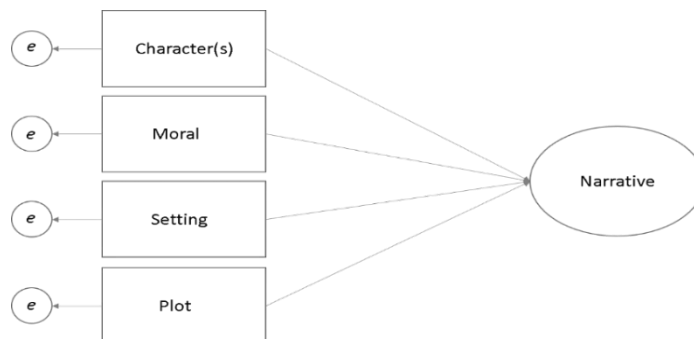 e
Character(s)
e
Moral
Narrative
e
Setting
e
Plot